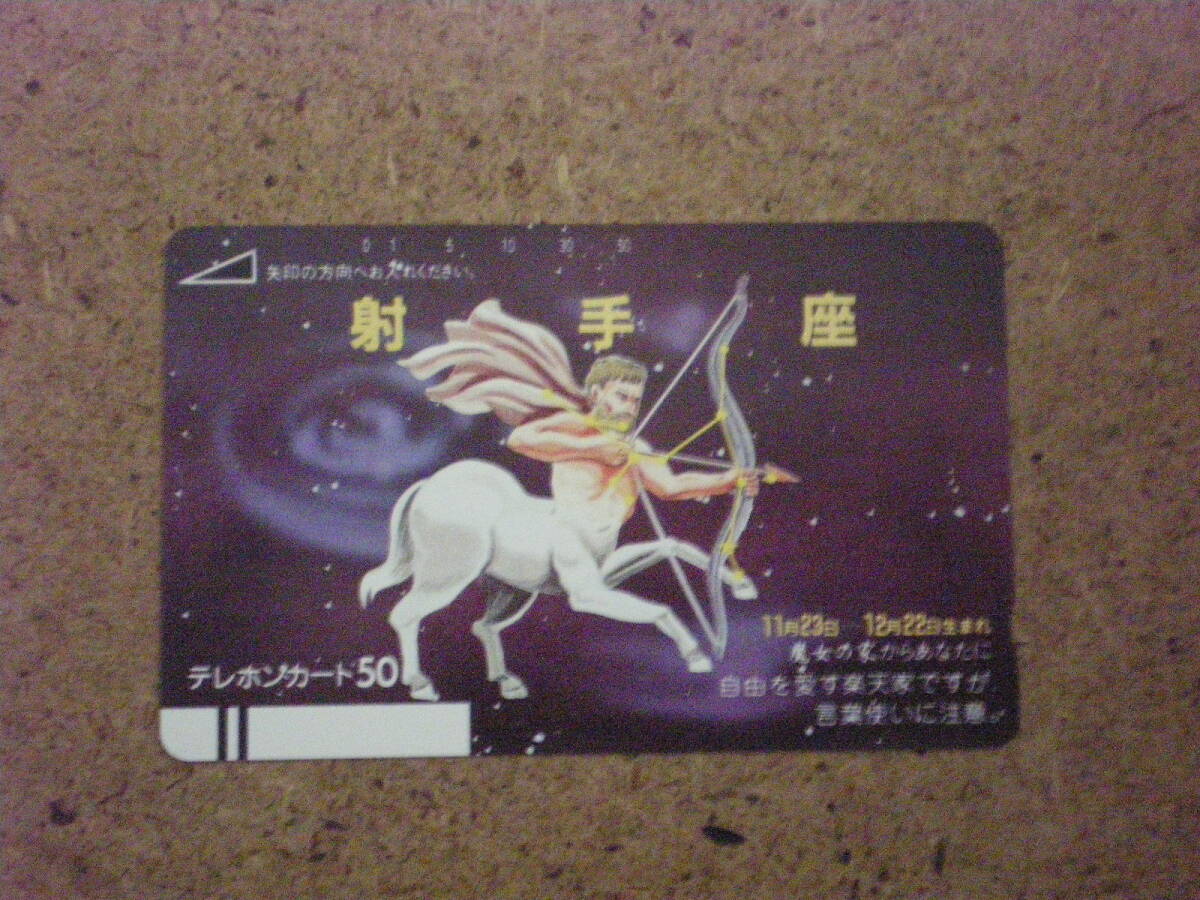 0 1 5 10 30 50
矢印の方向へお入れください。
射手座
11月23日 12月22日生まれ
魔女の家からあなたに
自由を愛す楽天家ですが、
言葉使いに注意。
テレホンカード50